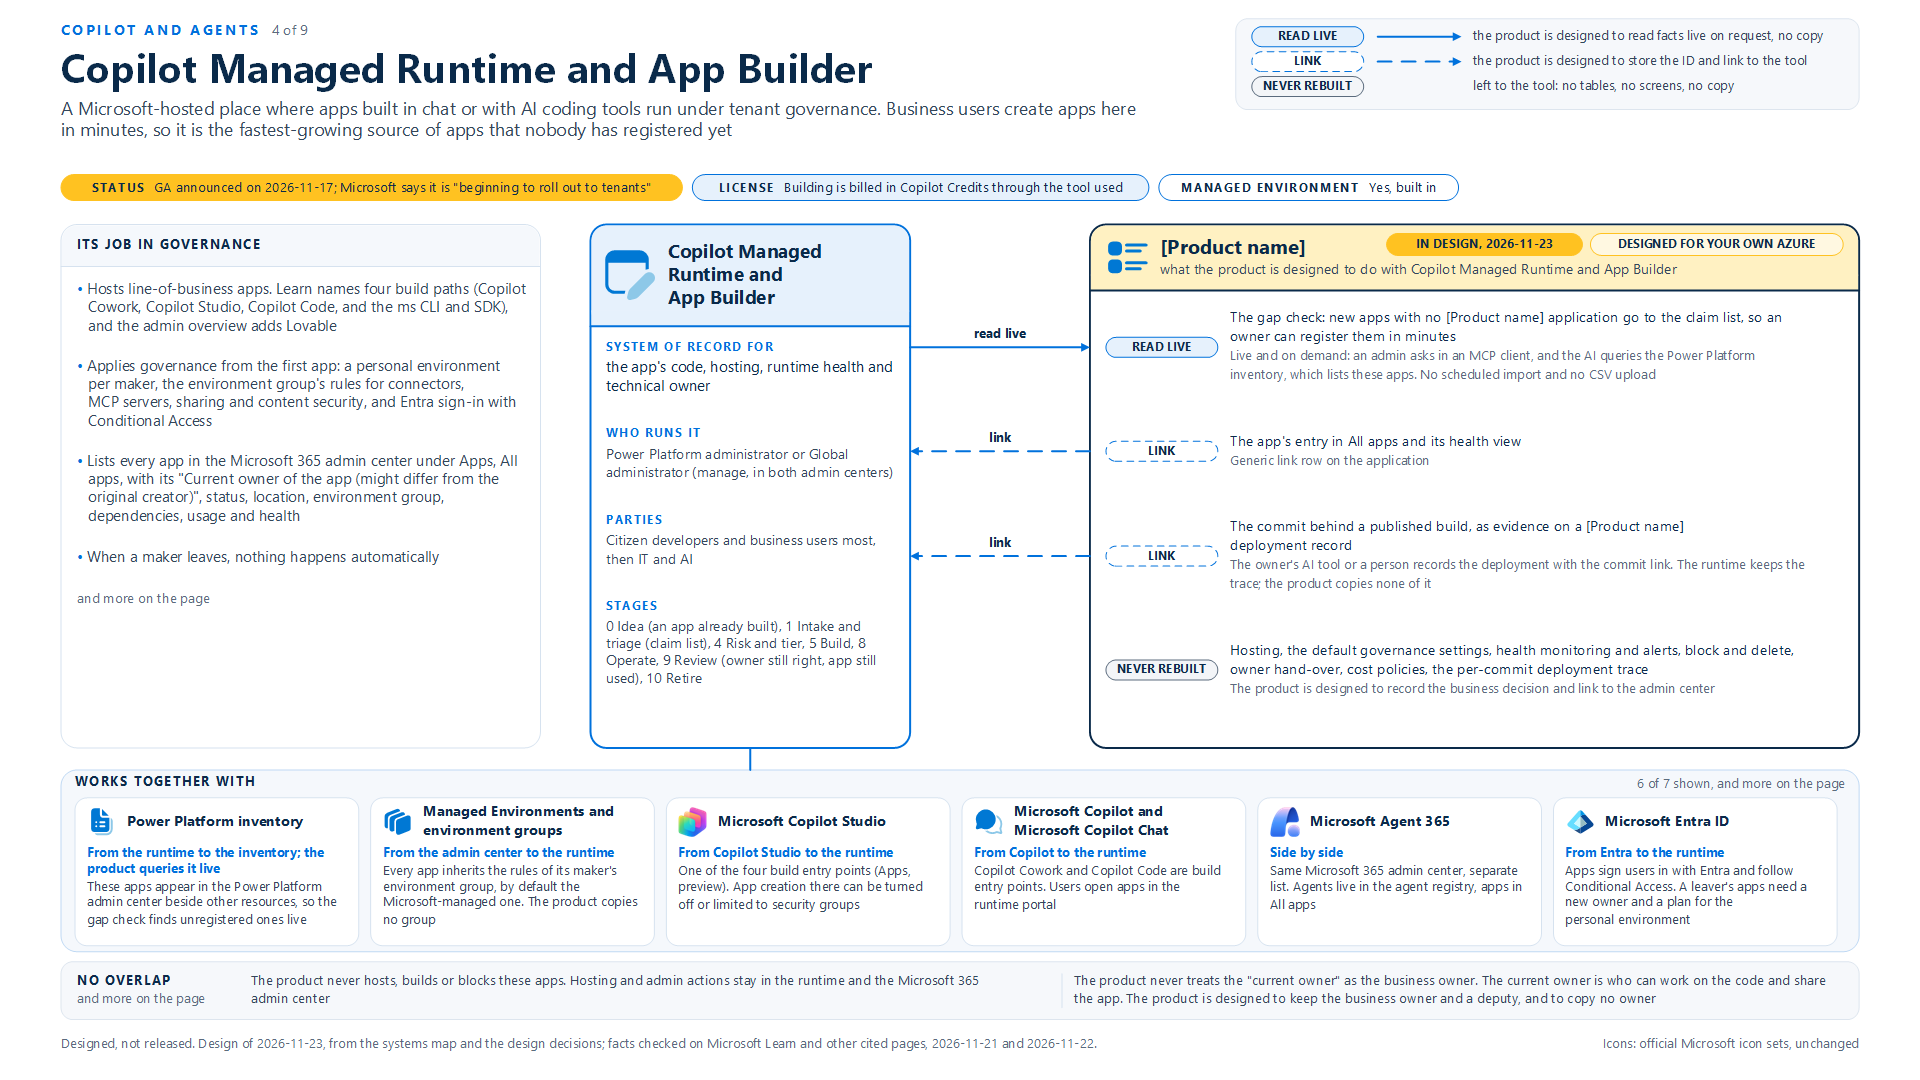 COPILOT AND AGENTS 4 of 9
Copilot Managed Runtime and App Builder
A Microsoft-hosted place where apps built in chat or with AI coding tools run under tenant governance. Business users create apps here
in minutes, so it is the fastest-growing source of apps that nobody has registered yet
READ LIVE the product is designed to read facts live on request, no copy
LINK the product is designed to store the ID and link to the tool
NEVER REBUILT left to the tool: no tables, no screens, no copy
STATUS GA announced on 2026-11-17; Microsoft says it is "beginning to roll out to tenants"
LICENSE Building is billed in Copilot Credits through the tool used
MANAGED ENVIRONMENT Yes, built in
ITS JOB IN GOVERNANCE
• Hosts line-of-business apps. Learn names four build paths (Copilot
Cowork, Copilot Studio, Copilot Code, and the ms CLI and SDK),
and the admin overview adds Lovable
• Applies governance from the first app: a personal environment
per maker, the environment group's rules for connectors,
MCP servers, sharing and content security, and Entra sign-in with
Conditional Access
• Lists every app in the Microsoft 365 admin center under Apps, All
apps, with its "Current owner of the app (might differ from the
original creator)", status, location, environment group,
dependencies, usage and health
• When a maker leaves, nothing happens automatically
and more on the page
Copilot Managed
Runtime and
App Builder
SYSTEM OF RECORD FOR
the app's code, hosting, runtime health and
technical owner
WHO RUNS IT
Power Platform administrator or Global
administrator (manage, in both admin centers)
PARTIES
Citizen developers and business users most,
then IT and AI
STAGES
0 Idea (an app already built), 1 Intake and
triage (claim list), 4 Risk and tier, 5 Build, 8
Operate, 9 Review (owner still right, app still
used), 10 Retire
read live
link
link
[Product name]
IN DESIGN, 2026-11-23
DESIGNED FOR YOUR OWN AZURE
what the product is designed to do with Copilot Managed Runtime and App Builder
READ LIVE
The gap check: new apps with no [Product name] application go to the claim list, so an
owner can register them in minutes
Live and on demand: an admin asks in an MCP client, and the AI queries the Power Platform
inventory, which lists these apps. No scheduled import and no CSV upload
LINK
The app's entry in All apps and its health view
Generic link row on the application
LINK
The commit behind a published build, as evidence on a [Product name]
deployment record
The owner's AI tool or a person records the deployment with the commit link. The runtime keeps the
trace; the product copies none of it
NEVER REBUILT
Hosting, the default governance settings, health monitoring and alerts, block and delete,
owner hand-over, cost policies, the per-commit deployment trace
The product is designed to record the business decision and link to the admin center
WORKS TOGETHER WITH
6 of 7 shown, and more on the page
Power Platform inventory
From the runtime to the inventory; the
product queries it live
These apps appear in the Power Platform
admin center beside other resources, so the
gap check finds unregistered ones live
Managed Environments and
environment groups
From the admin center to the runtime
Every app inherits the rules of its maker's
environment group, by default the
Microsoft-managed one. The product copies
no group
Microsoft Copilot Studio
From Copilot Studio to the runtime
One of the four build entry points (Apps,
preview). App creation there can be turned
off or limited to security groups
Microsoft Copilot and
Microsoft Copilot Chat
From Copilot to the runtime
Copilot Cowork and Copilot Code are build
entry points. Users open apps in the
runtime portal
Microsoft Agent 365
Side by side
Same Microsoft 365 admin center, separate
list. Agents live in the agent registry, apps in
All apps
Microsoft Entra ID
From Entra to the runtime
Apps sign users in with Entra and follow
Conditional Access. A leaver's apps need a
new owner and a plan for the
personal environment
NO OVERLAP
and more on the page
The product never hosts, builds or blocks these apps. Hosting and admin actions stay in the runtime and the Microsoft 365
admin center
The product never treats the "current owner" as the business owner. The current owner is who can work on the code and share
the app. The product is designed to keep the business owner and a deputy, and to copy no owner
Designed, not released. Design of 2026-11-23, from the systems map and the design decisions; facts checked on Microsoft Learn and other cited pages, 2026-11-21 and 2026-11-22.
Icons: official Microsoft icon sets, unchanged